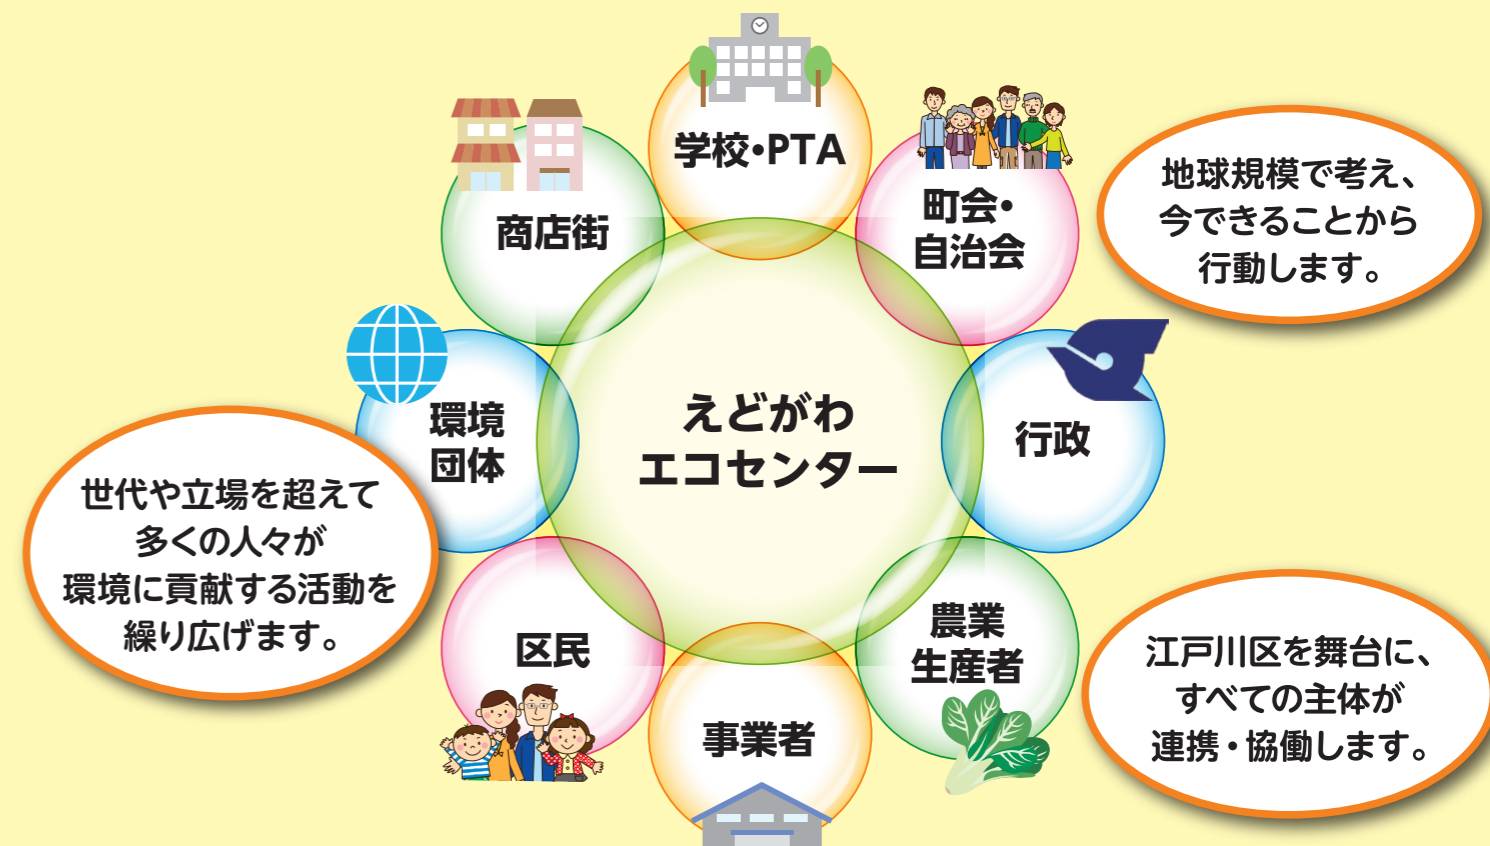 学校・PTA
町会・
自治会
地球規模で考え、
今できることから
行動します。
商店街
環境
団体
えどがわ
エコセンター
行政
世代や立場を超えて
多くの人々が
環境に貢献する活動を
繰り広げます。
区民
農業
生産者
江戸川区を舞台に、
すべての主体が
連携・協働します。
事業者